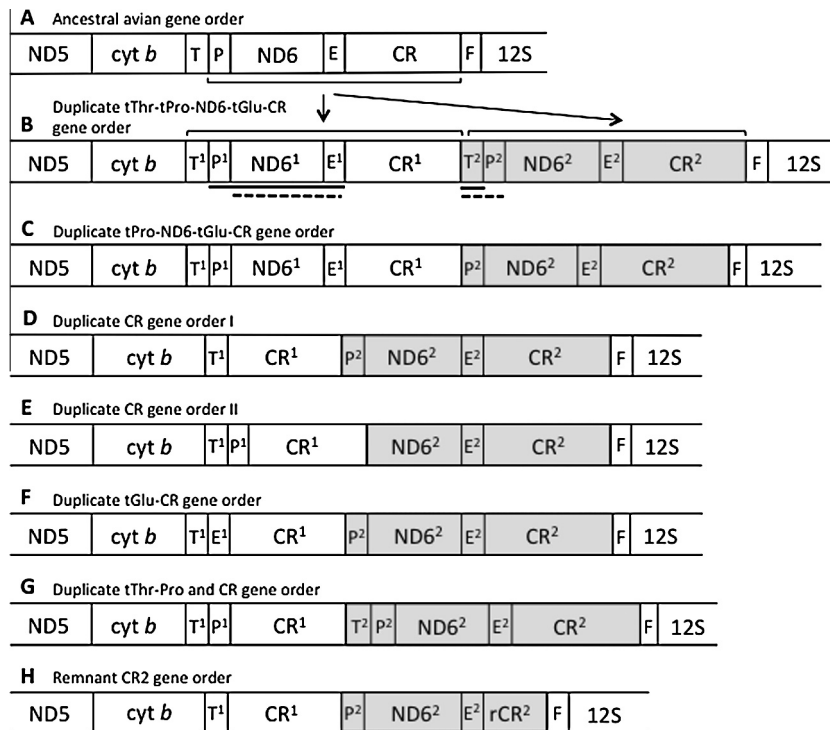 A Ancestral avian gene order
ND5 cyt b T P ND6 E CR F 12S
Duplicate tThr-tPro-ND6-tGlu-CR
B gene order
ND5 cyt b T¹ P¹ ND6¹ E¹ CR¹ T² P² ND6² E² CR² F 12S
C Duplicate tPro-ND6-tGlu-CR gene order
ND5 cyt b T¹ P¹ ND6¹ E¹ CR¹ P² ND6² E² CR² F 12S
D Duplicate CR gene order I
ND5 cyt b T¹ CR¹ P² ND6² E² CR² F 12S
E Duplicate CR gene order II
ND5 cyt b T¹ P¹ CR¹ ND6² E² CR² F 12S
F Duplicate tGlu-CR gene order
ND5 cyt b T¹ E¹ CR¹ P² ND6² E² CR² F 12S
G Duplicate tThr-Pro and CR gene order
ND5 cyt b T¹ P¹ CR¹ T² P² ND6² E² CR² F 12S
H Remnant CR2 gene order
ND5 cyt b T¹ CR¹ P² ND6² E² rCR² F 12S